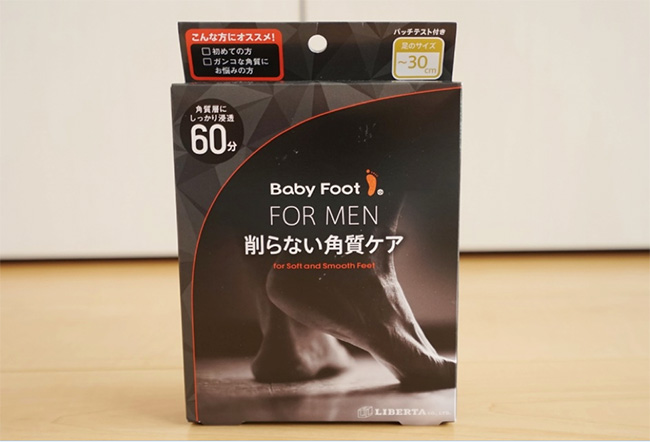 こんな方にオススメ!
□初めての方
□ガンコな角質に
お悩みの方
パッチテスト付き
足のサイズ
～30cm
角質層に
しっかり浸透
60分
Baby Foot®
FOR MEN
削らない角質ケア
for Soft and Smooth Feet
LIBERTA CO., LTD.